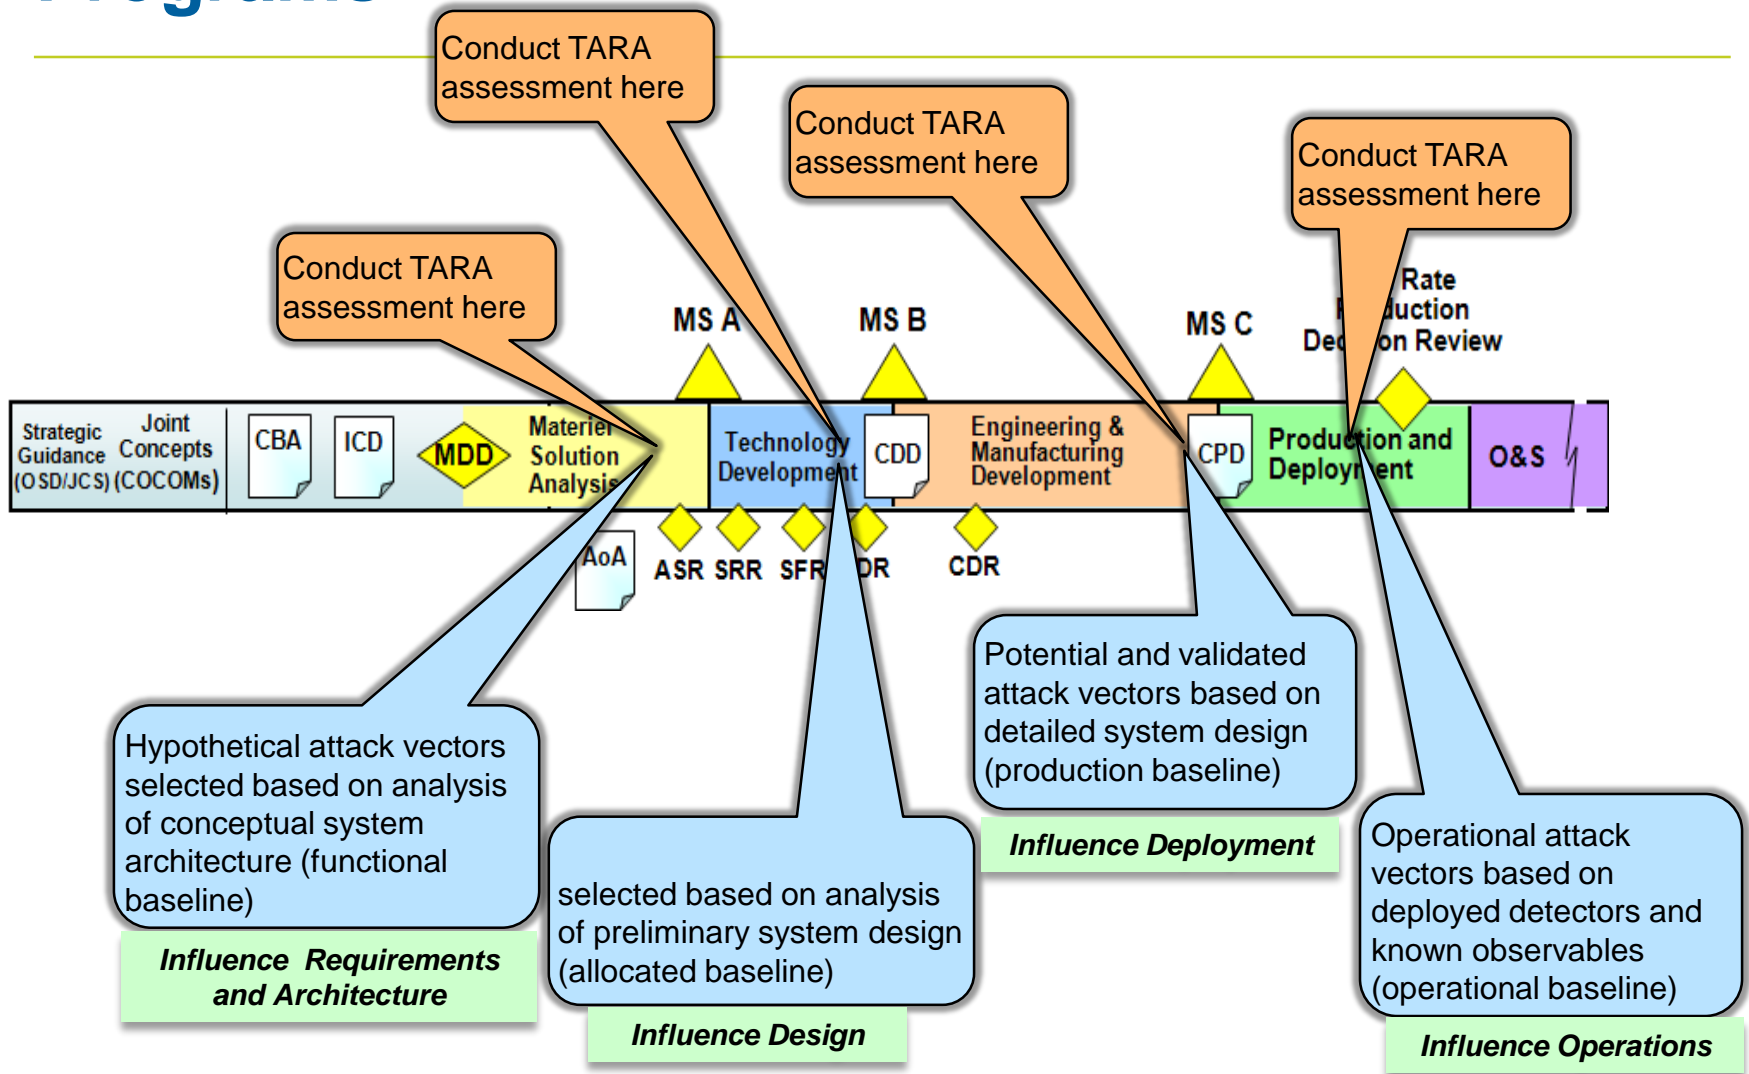 Conduct TARA
assessment here
Conduct TARA
assessment here
Conduct TARA
assessment here
Conduct TARA
assessment here
MS A
MS B
MS C
Rate
Review
Strategic
Guidance
(OSD/JCS)
Joint
Concepts
(COCOMs)
CBA
ICD
MDD
Materiel
Solution
Analysis
Technology
Development
CDD
Engineering &
Manufacturing
Development
CPD
Production and
Deployment
O&S
AoA
ASR
SRR
SFR
DR
CDR
Hypothetical attack vectors
selected based on analysis
of conceptual system
architecture (functional
baseline)
Influence Requirements
and Architecture
selected based on analysis
of preliminary system design
(allocated baseline)
Influence Design
Potential and validated
attack vectors based on
detailed system design
(production baseline)
Influence Deployment
Operational attack
vectors based on
deployed detectors and
known observables
(operational baseline)
Influence Operations